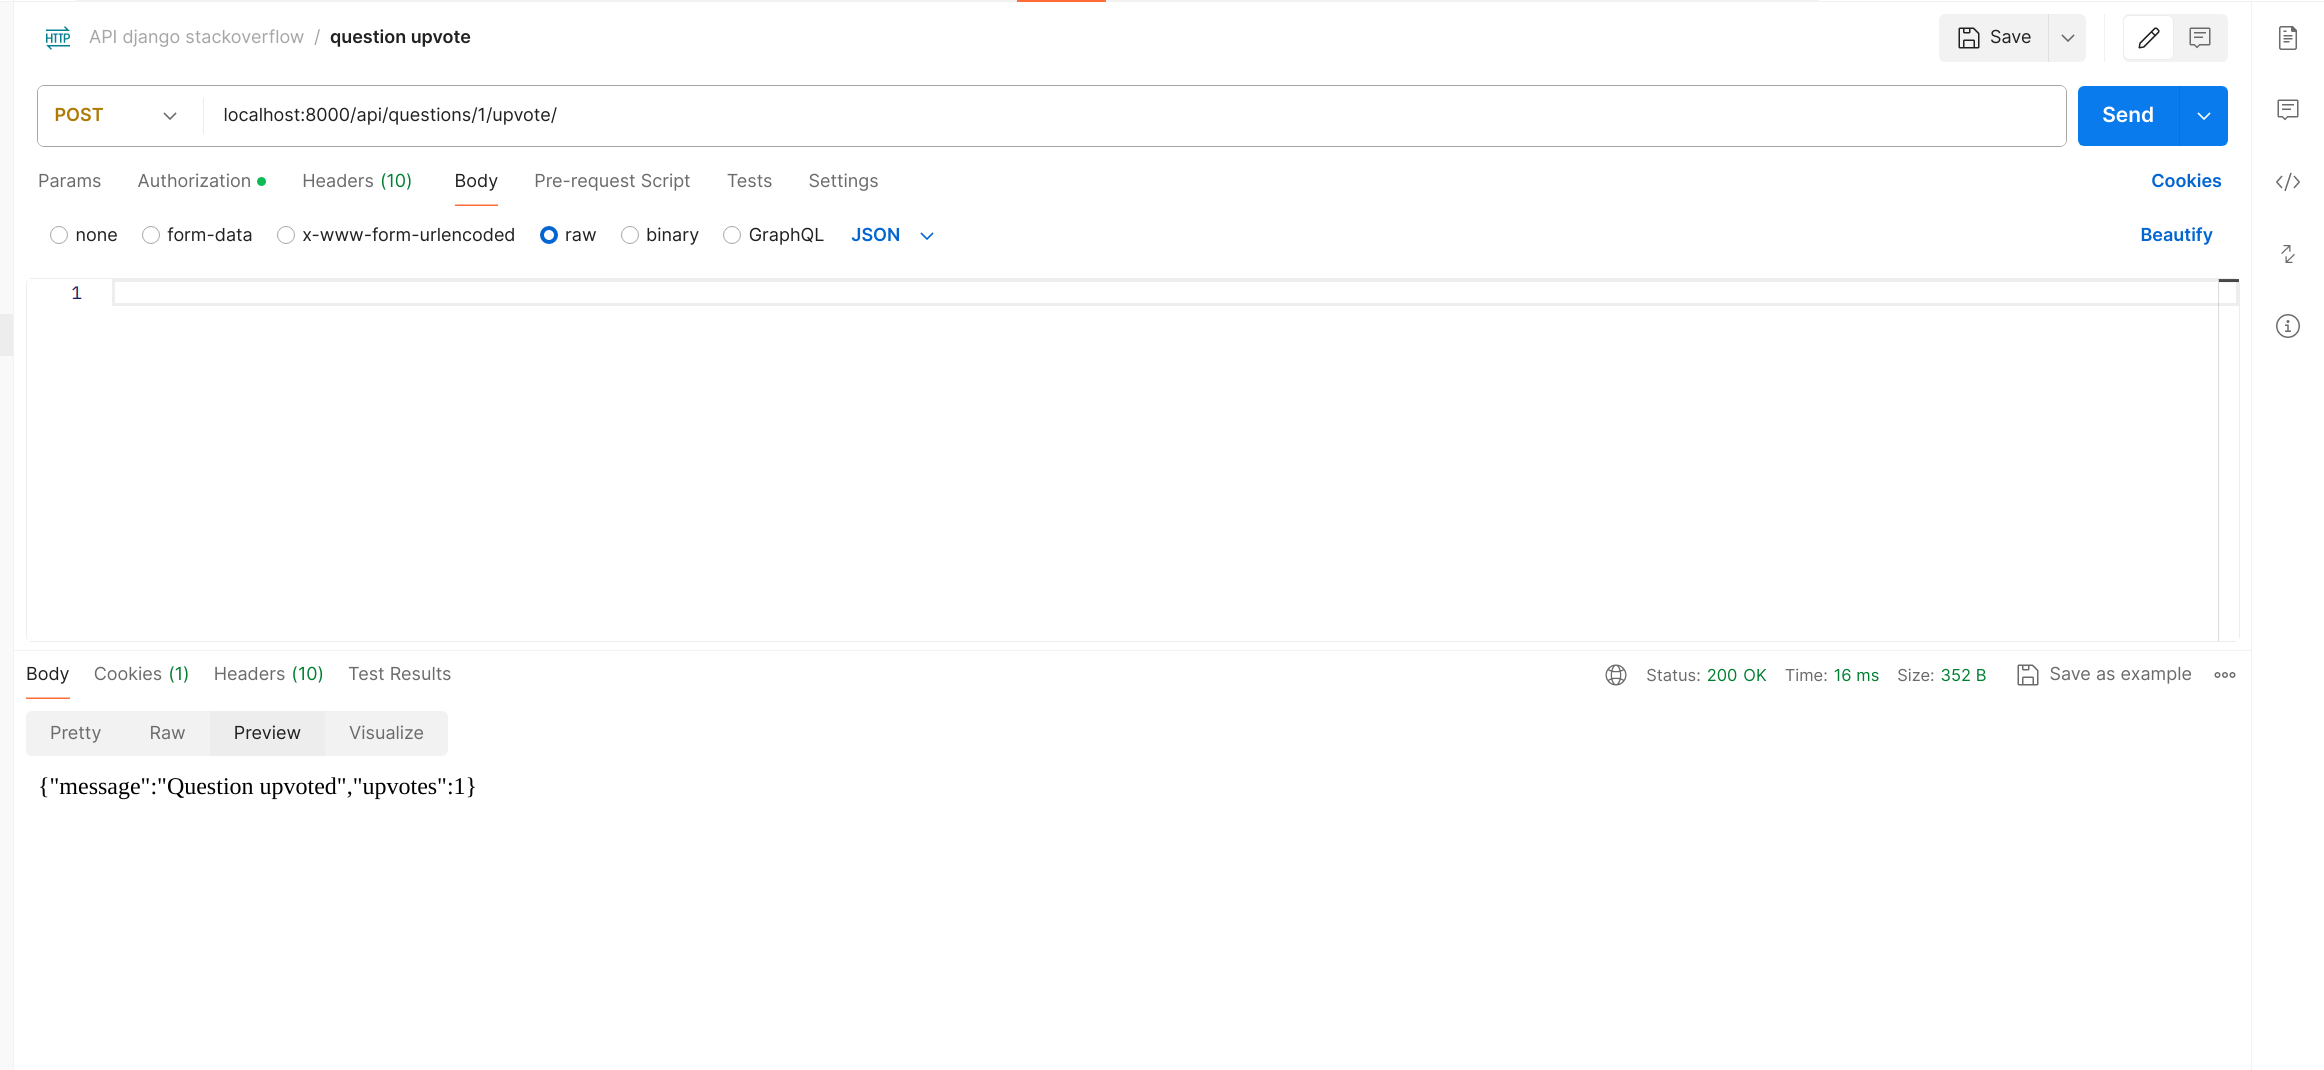 HTTP API django stackoverflow / question upvote Save
POST localhost:8000/api/questions/1/upvote/ Send
Params Authorization Headers (10) Body Pre-request Script Tests Settings Cookies
none form-data x-www-form-urlencoded raw binary GraphQL JSON Beautify
1
Body Cookies (1) Headers (10) Test Results Status: 200 OK Time: 16 ms Size: 352 B Save as example
Pretty Raw Preview Visualize
{"message":"Question upvoted","upvotes":1}